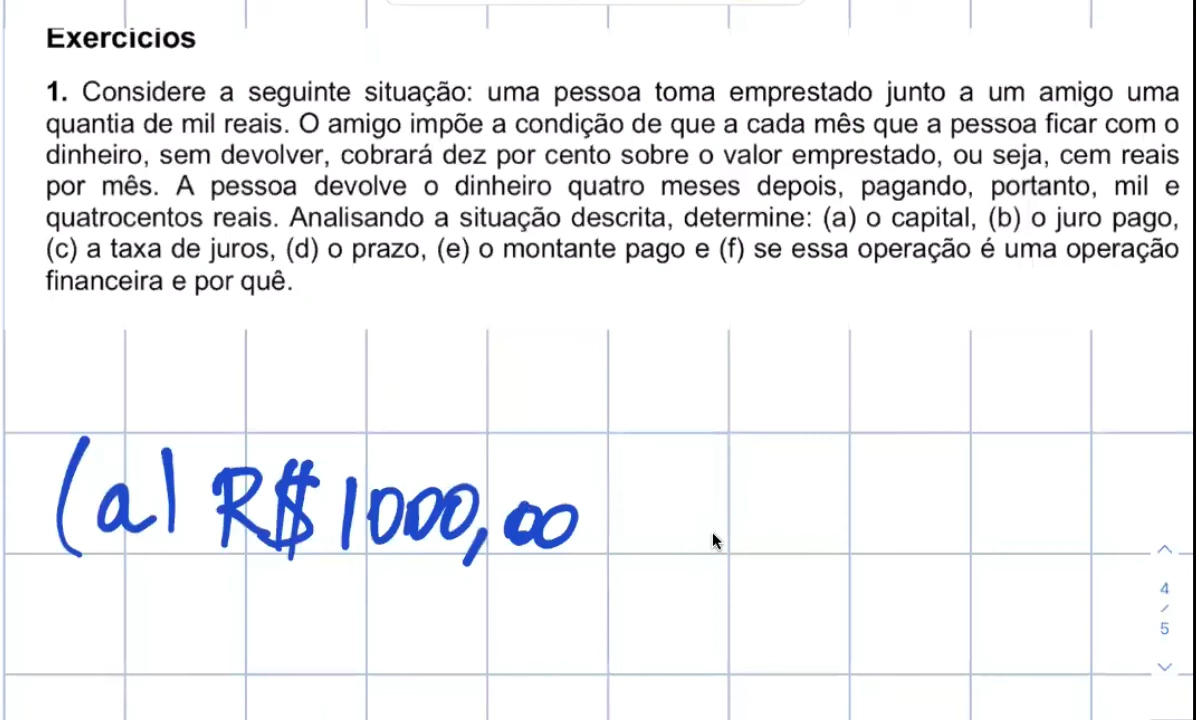 Exercícios
1. Considere a seguinte situação: uma pessoa toma emprestado junto a um amigo uma
quantia de mil reais. O amigo impõe a condição de que a cada mês que a pessoa ficar com o
dinheiro, sem devolver, cobrará dez por cento sobre o valor emprestado, ou seja, cem reais
por mês. A pessoa devolve o dinheiro quatro meses depois, pagando, portanto, mil e
quatrocentos reais. Analisando a situação descrita, determine: (a) o capital, (b) o juro pago,
(c) a taxa de juros, (d) o prazo, (e) o montante pago e (f) se essa operação é uma operação
financeira e por quê.
(a) R$ 1000,00
4
/
5